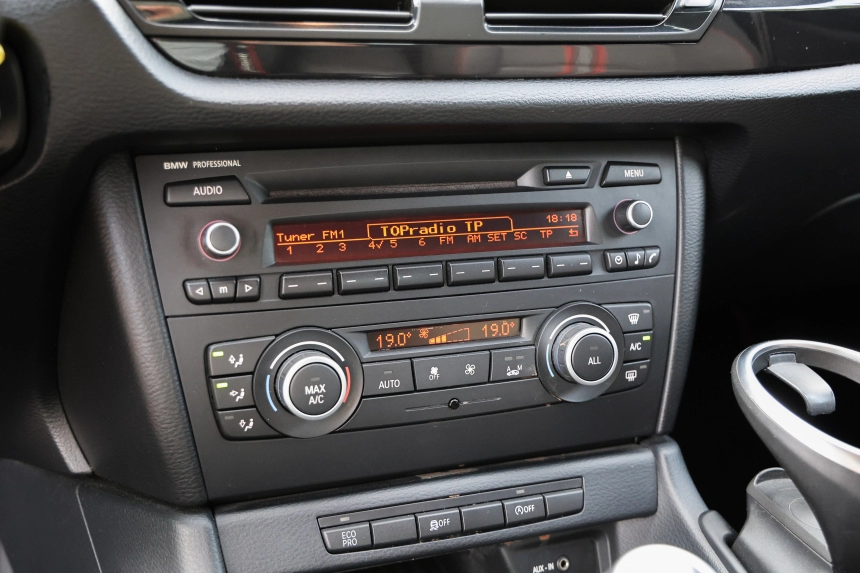 BMW PROFESSIONAL
AUDIO
MENU
Tuner FM1 TOPradio TP 18:18
1 2 3 4✓ 5 6 FM AM SET SC TP
m
19.0° 19.0°
MAX A/C
AUTO
OFF
A M
ALL
A/C
ECO PRO
OFF
A OFF
AUX-IN